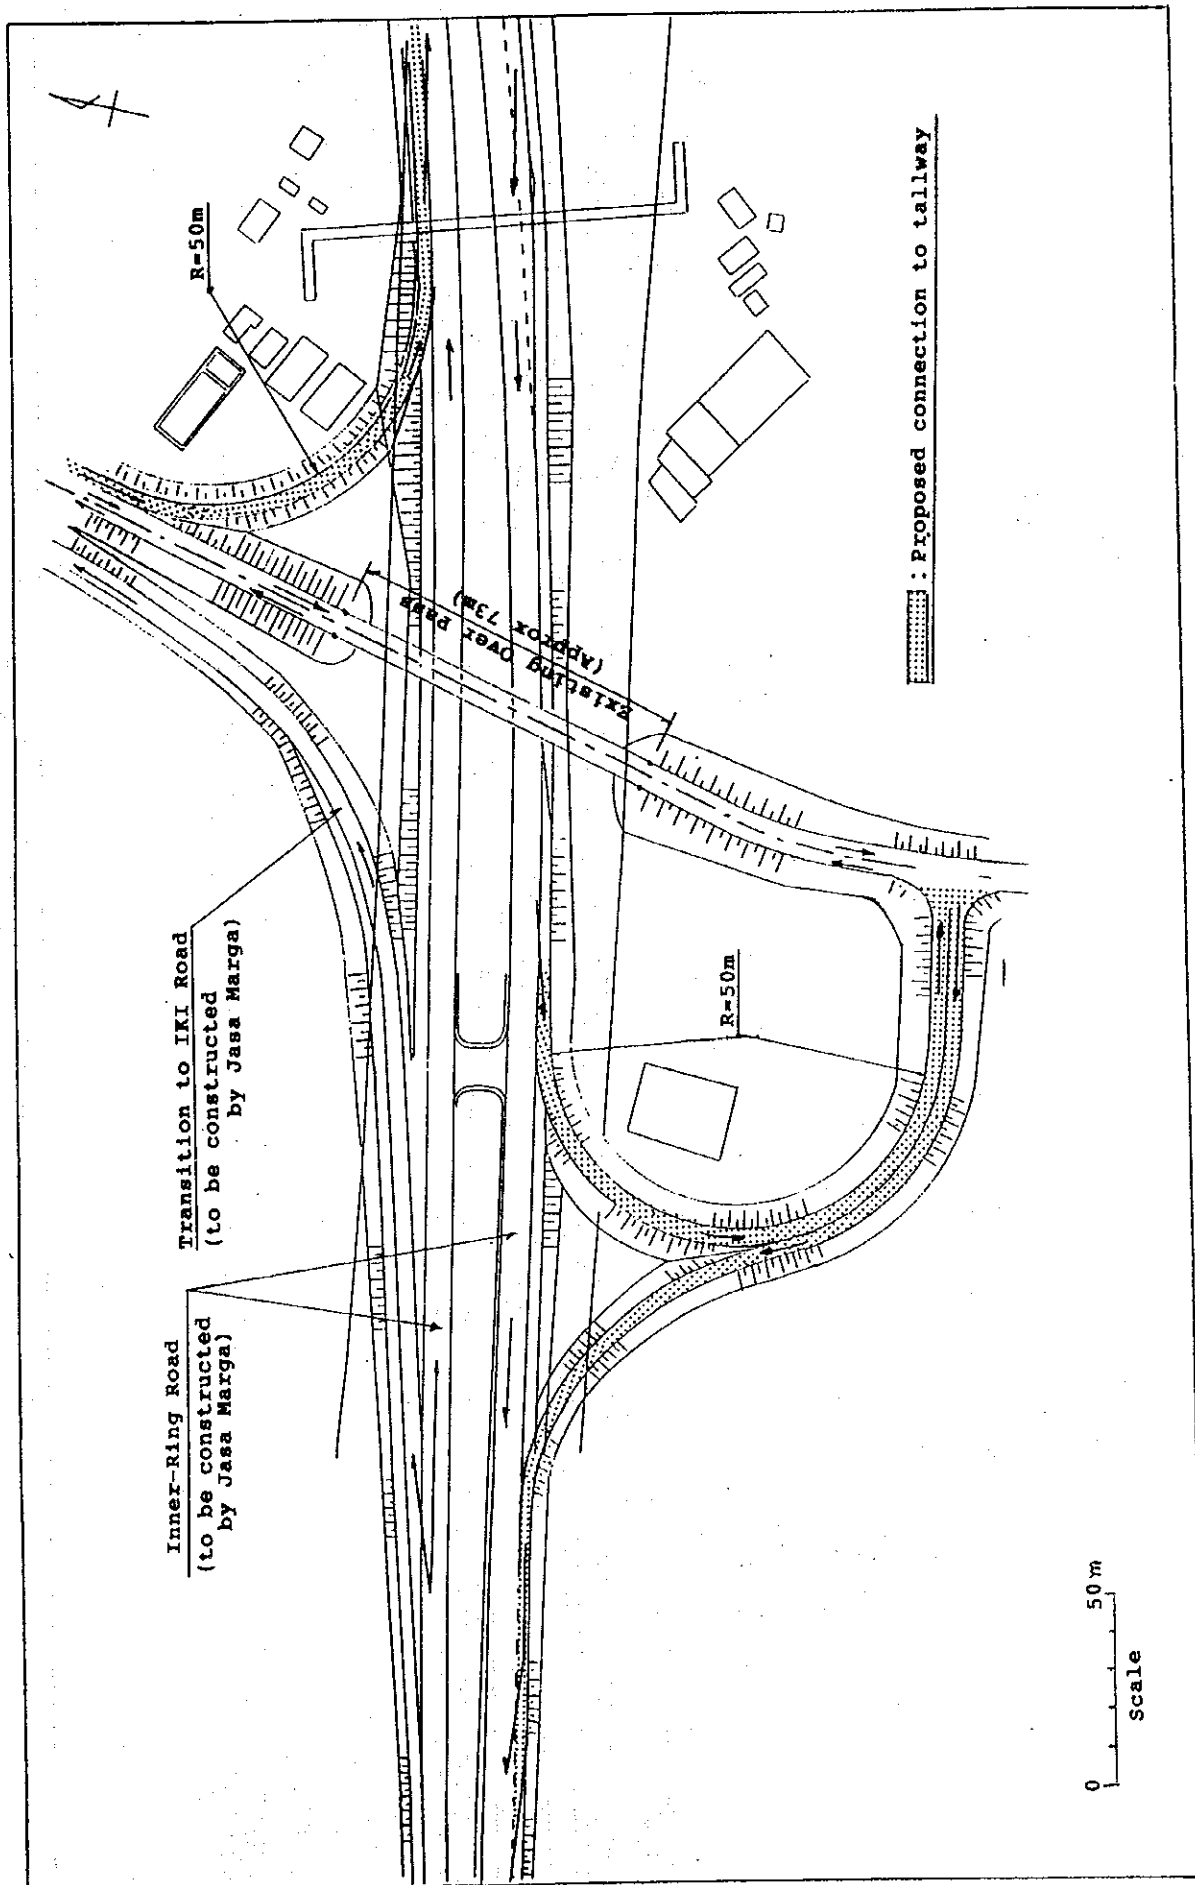 Inner-Ring Road
(to be constructed
by Jasa Marga)
Transition to IKI Road
(to be constructed
by Jasa Marga)
R=50m
Existing Over Pass
(Approx 73m)
R=50m
: Proposed connection to tallway
0 50m
Scale